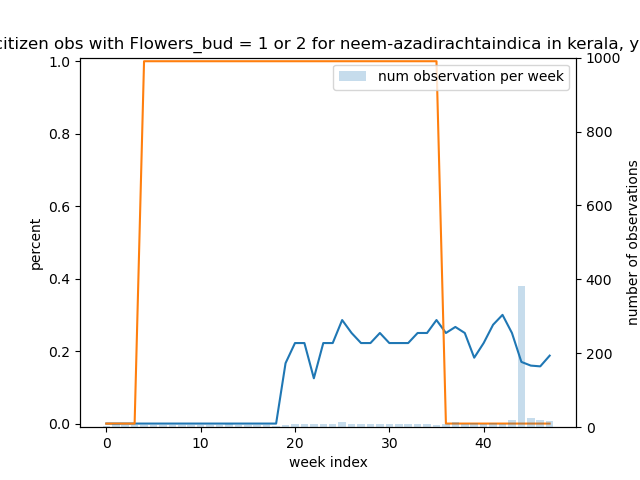 citizen obs with Flowers_bud = 1 or 2 for neem-azadirachtaindica in kerala, y
num observation per week
percent
1.0
0.8
0.6
0.4
0.2
0.0
1000
800
600
400
200
0
number of observations
0 10 20 30 40
week index